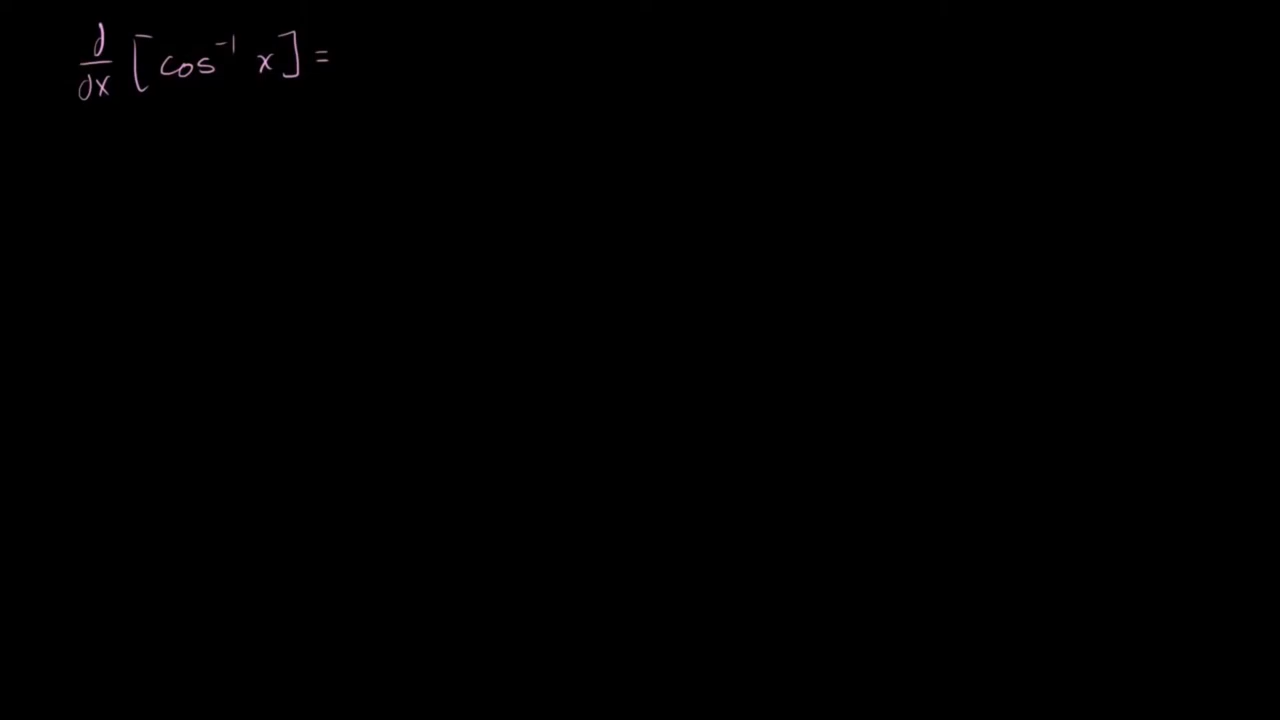 d/dx [cos⁻¹ x] =